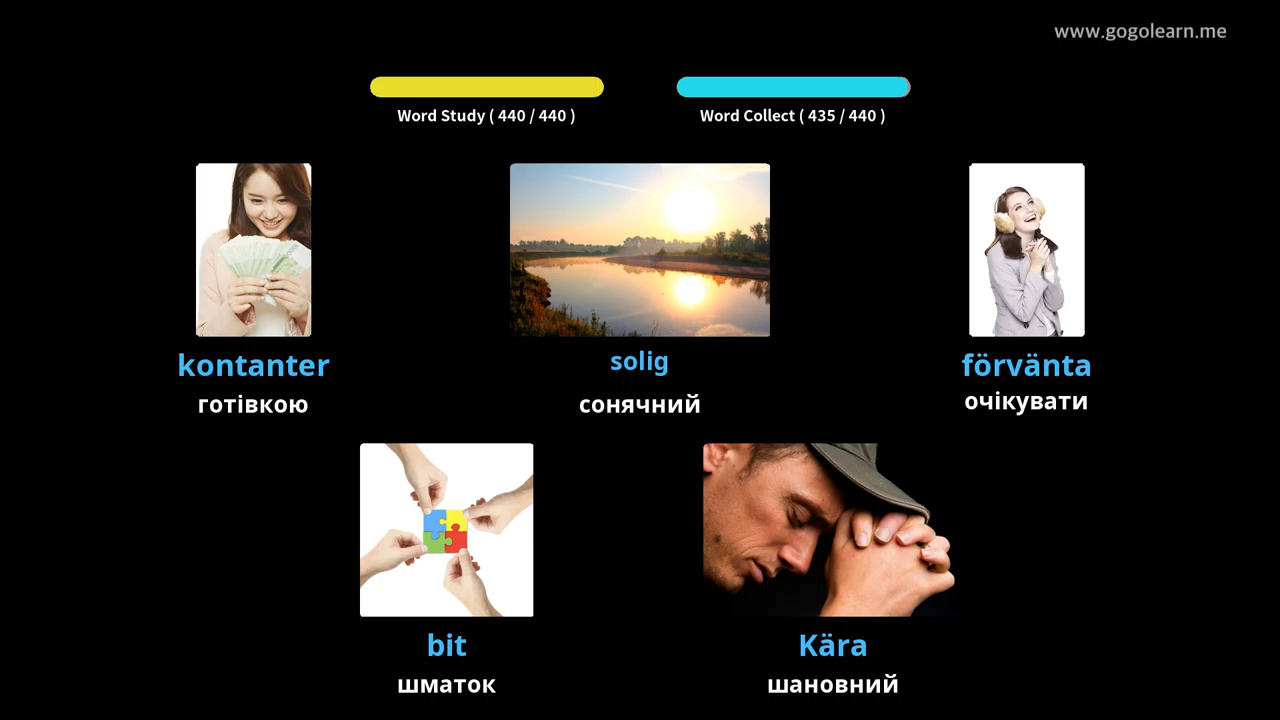 www.gogolearn.me
Word Study ( 440 / 440 )
Word Collect ( 435 / 440 )
kontanter
готівкою
solig
сонячний
förvänta
очікувати
bit
шматок
Kära
шановний